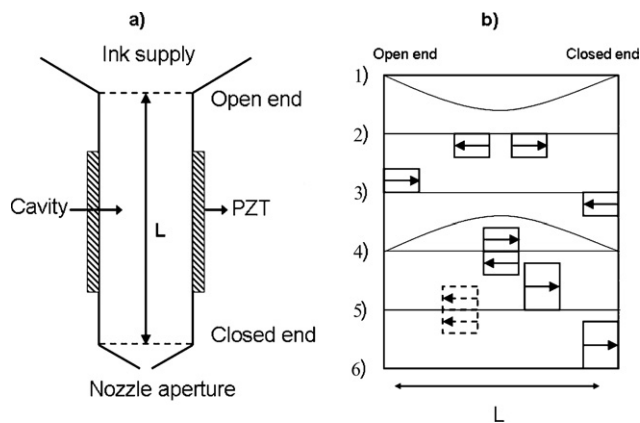 a)
Ink supply
Open end
Cavity
L
PZT
Closed end
Nozzle aperture
b)
Open end
Closed end
1)
2)
3)
4)
5)
6)
L